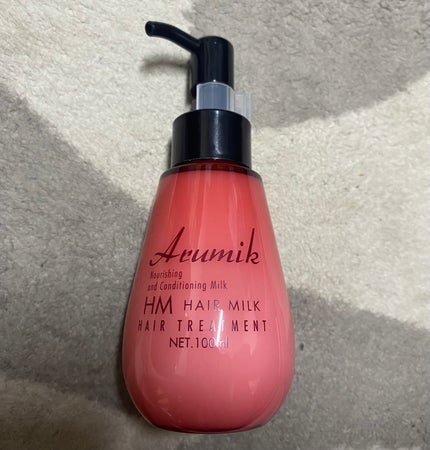 Arumik
Nourishing
and Conditioning Milk
HM HAIR MILK
HAIR TREATMENT
NET.100ml